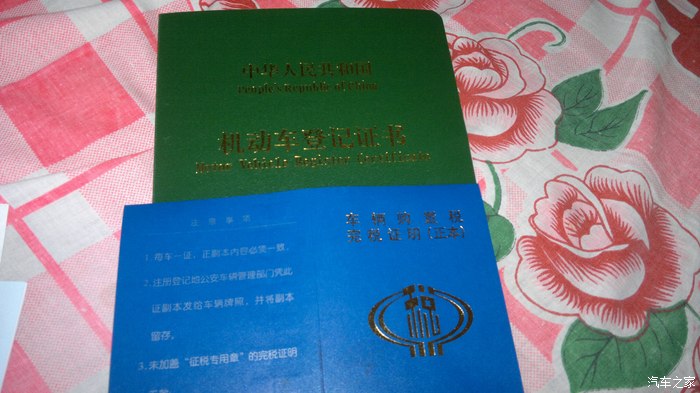 中华人民共和国
People's Republic of China
机动车登记证书
Motor Vehicle Register Certificate
注意事项
1. 每车一证，正副本内容必须一致。
2. 注册登记地公安车辆管理部门凭此
证副本发给车辆牌照，并将副本
留存。
3. 未加盖“征税专用章”的完税证明
车辆购置税
完税证明(正本)
税
汽车之家